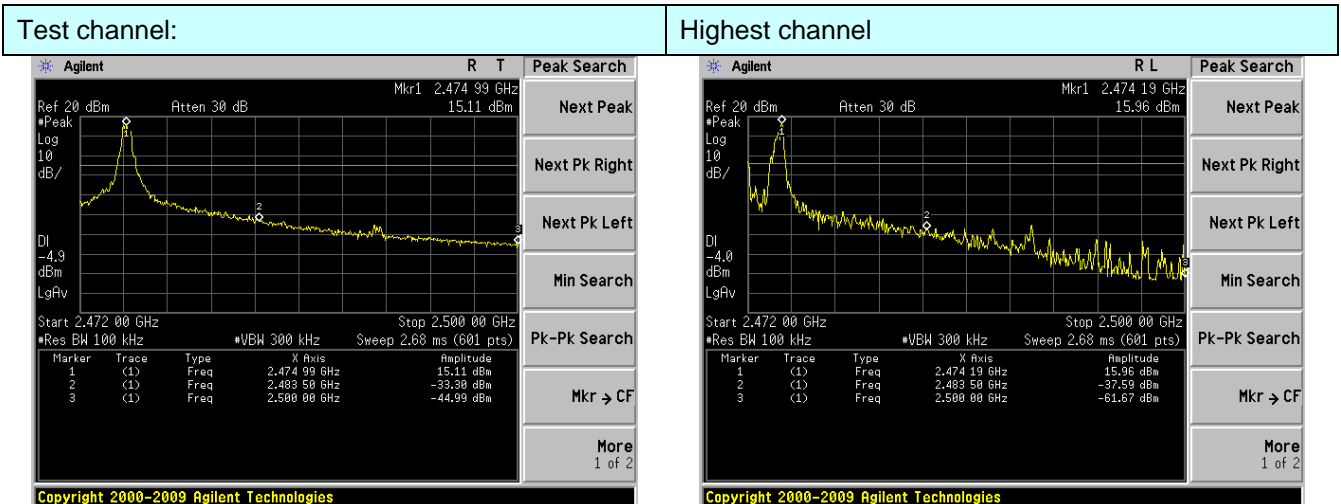 Test channel:
Highest channel
Agilent
R T
Peak Search
Mkr1 2.474 99 GHz
Ref 20 dBm
Atten 30 dB
15.11 dBm
#Peak
Log
10
dB/
1
2
3
DI
-4.9
dBm
LgAv
Start 2.472 00 GHz
Stop 2.500 00 GHz
#Res BW 100 kHz
#VBW 300 kHz
Sweep 2.68 ms (601 pts)
Marker Trace Type X Axis Amplitude
1 (1) Freq 2.474 99 GHz 15.11 dBm
2 (1) Freq 2.483 50 GHz -33.30 dBm
3 (1) Freq 2.500 00 GHz -44.99 dBm
Next Peak
Next Pk Right
Next Pk Left
Min Search
Pk-Pk Search
Mkr → CF
More
1 of 2
Copyright 2000-2009 Agilent Technologies
Agilent
R L
Peak Search
Mkr1 2.474 19 GHz
Ref 20 dBm
Atten 30 dB
15.96 dBm
#Peak
Log
10
dB/
1
2
3
DI
-4.0
dBm
LgAv
Start 2.472 00 GHz
Stop 2.500 00 GHz
#Res BW 100 kHz
#VBW 300 kHz
Sweep 2.68 ms (601 pts)
Marker Trace Type X Axis Amplitude
1 (1) Freq 2.474 19 GHz 15.96 dBm
2 (1) Freq 2.483 50 GHz -37.59 dBm
3 (1) Freq 2.500 00 GHz -61.67 dBm
Next Peak
Next Pk Right
Next Pk Left
Min Search
Pk-Pk Search
Mkr → CF
More
1 of 2
Copyright 2000-2009 Agilent Technologies